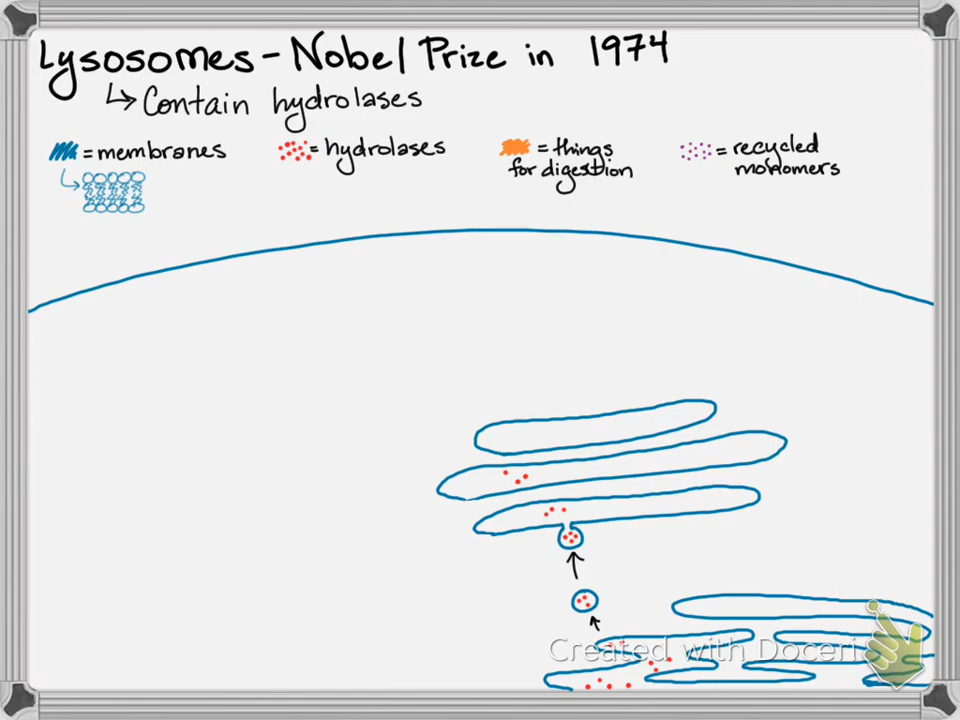 Lysosomes - Nobel Prize in 1974
↳ Contain hydrolases
= membranes
= hydrolases
= things
for digestion
= recycled
monomers
Created with Doceri